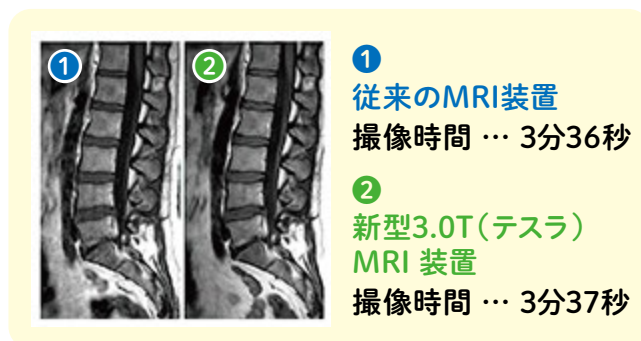 1
2
1
従来のMRI装置
撮像時間 … 3分36秒
2
新型3.0T（テスラ）
MRI 装置
撮像時間 … 3分37秒